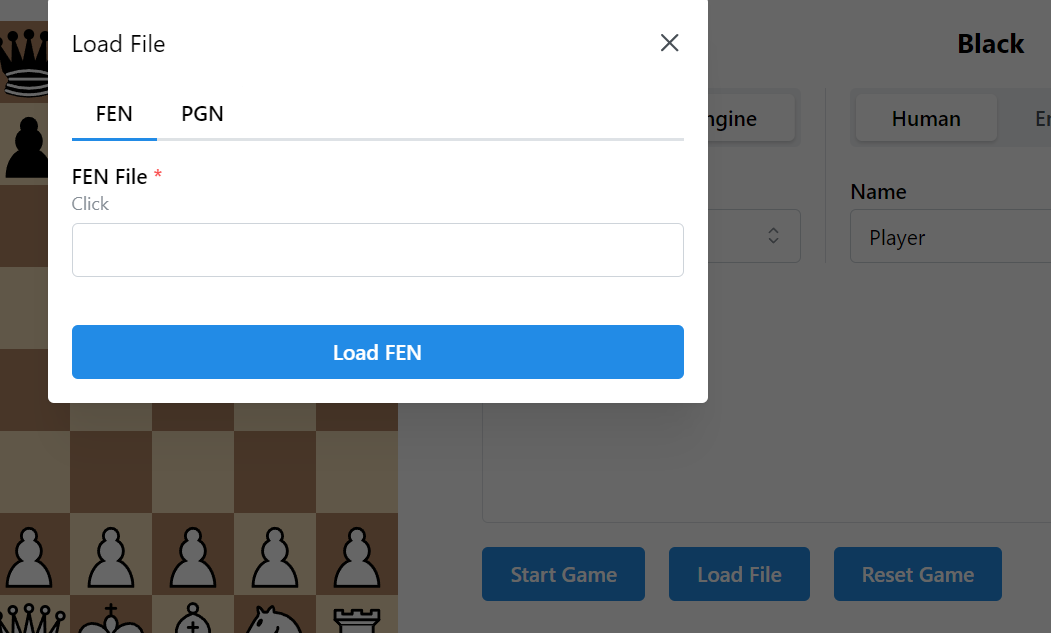 Load File
Black
FEN PGN
Human
FEN File *
Click
Name
Player
Load FEN
Start Game Load File Reset Game